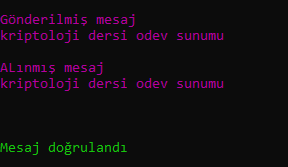 Gönderilmiş mesaj
kriptoloji dersi odev sunumu
ALınmış mesaj
kriptoloji dersi odev sunumu
Mesaj doğrulandı